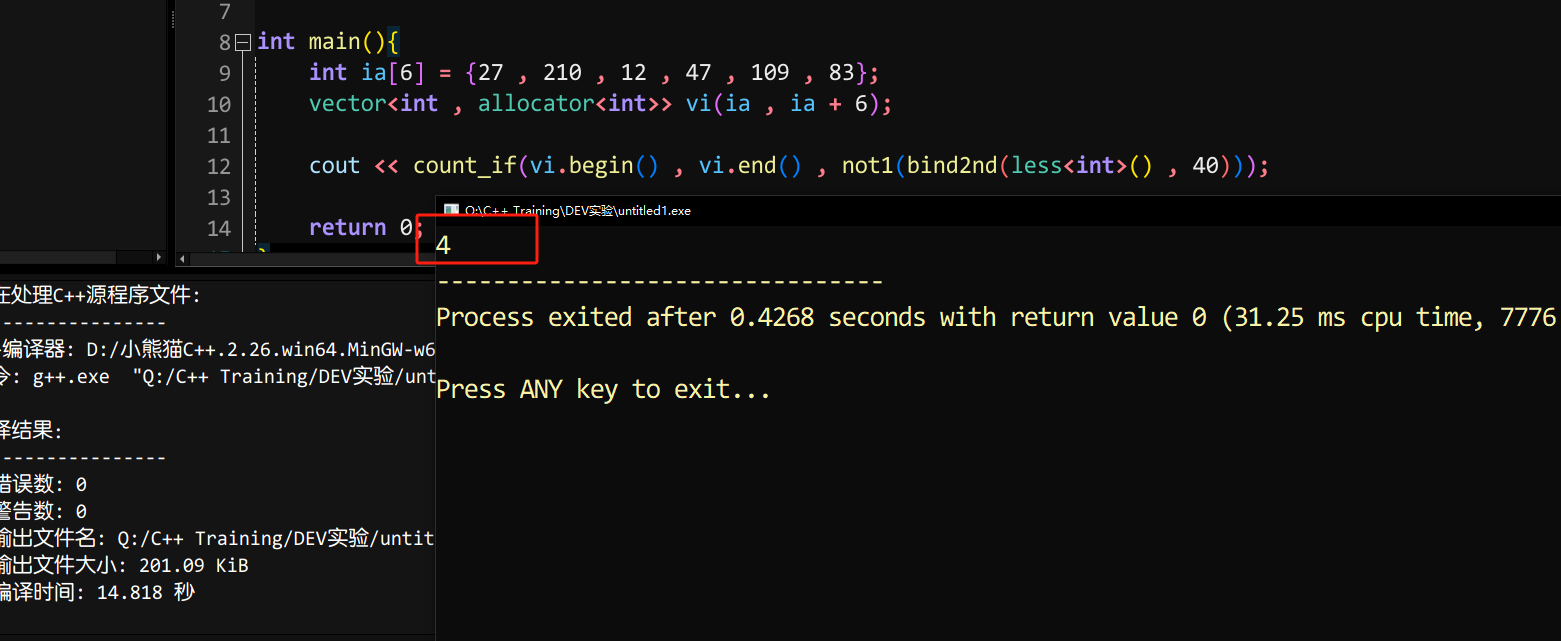 7
8 int main(){
9 int ia[6] = {27 , 210 , 12 , 47 , 109 , 83};
10 vector<int , allocator<int>> vi(ia , ia + 6);
11
12 cout << count_if(vi.begin() , vi.end() , not1(bind2nd(less<int>() , 40)));
13
14 return 0;
Q:\C++ Training\DEV实验\untitled1.exe
4
--------------------------------
Process exited after 0.4268 seconds with return value 0 (31.25 ms cpu time, 7776
Press ANY key to exit...
在处理C++源程序文件:
---------------
编译器: D:/小熊猫C++.2.26.win64.MinGW-w6
令: g++.exe "Q:/C++ Training/DEV实验/unt
译结果:
---------------
错误数: 0
警告数: 0
输出文件名: Q:/C++ Training/DEV实验/untit
输出文件大小: 201.09 KiB
编译时间: 14.818 秒